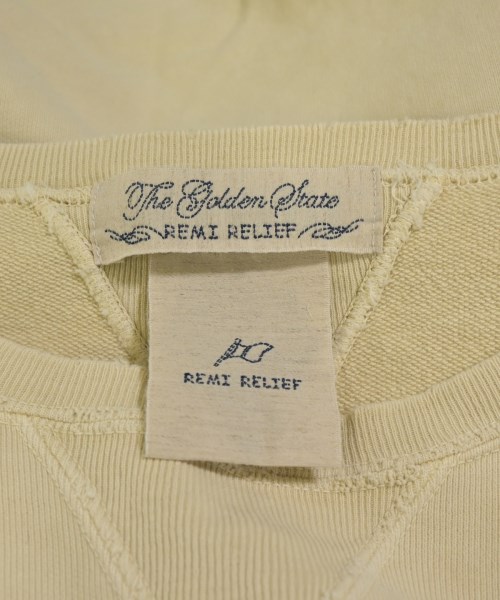 The Golden State
REMI RELIEF
REMI RELIEF